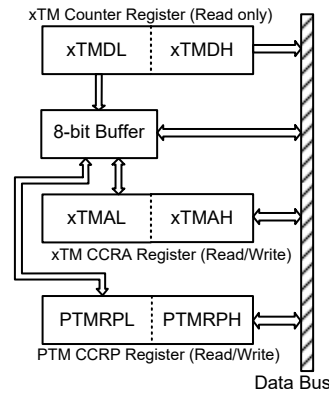 xTM Counter Register (Read only)
xTMDL xTMDH
8-bit Buffer
xTMAL xTMAH
xTM CCRA Register (Read/Write)
PTMRPL PTMRPH
PTM CCRP Register (Read/Write)
Data Bus